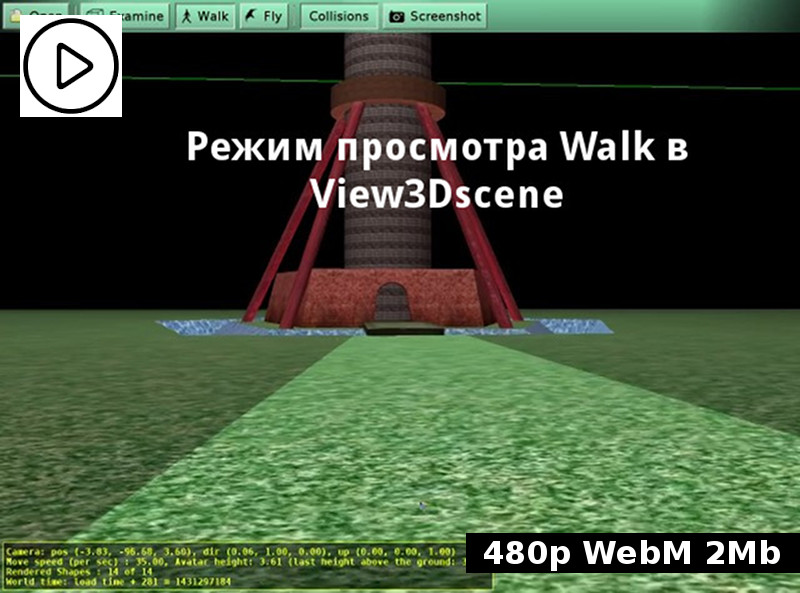 Open Examine Walk Fly Collisions Screenshot
Режим просмотра Walk в
View3Dscene
Camera: pos (-3.83, -96.68, 3.60), dir (0.06, 1.00, 0.00), up (0.00, 0.00, 1.00)
Move speed (per sec) : 35.00, Avatar height: 3.61 (last height above the ground:
Rendered Shapes : 14 of 14
World time: load time + 281 = 1431297184
480p WebM 2Mb